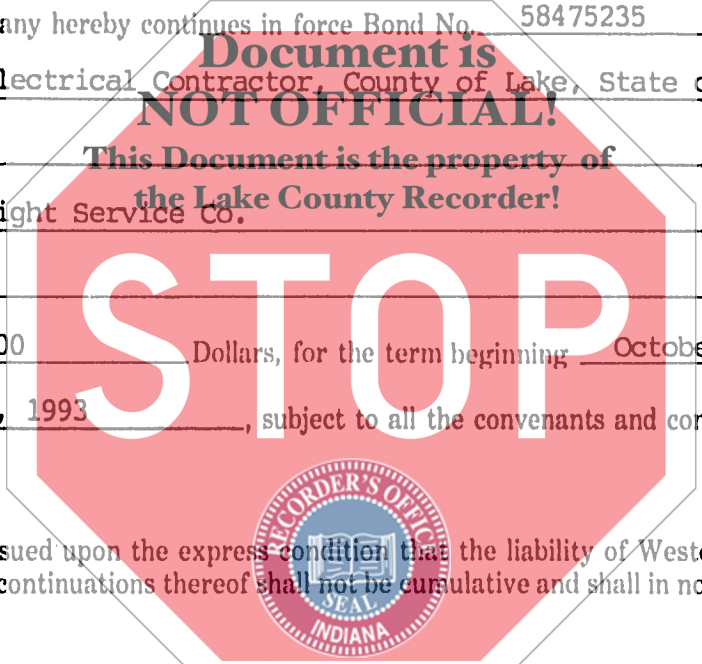 any hereby continues in force Bond No. 58475235
Document is
lectrical Contractor, County of Lake, State
NOT OFFICIAL!
This Document is the property of
the Lake County Recorder!
ight Service Co.
STOP
00 Dollars, for the term beginning Octobe
, 1993, subject to all the convenants and con
RECORDER'S OFFICE
sued upon the express condition that the liability of Weste
continuations thereof shall not be cumulative and shall in no
SEAL
INDIANA